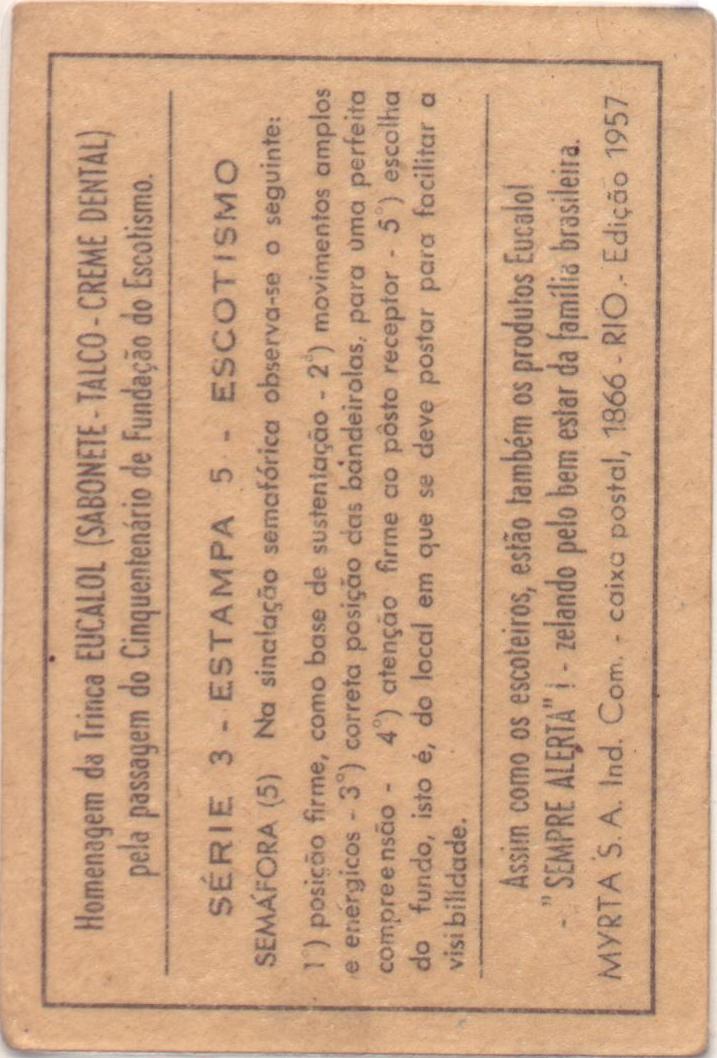 Homenagem da Trinca EUCALOL (SABONETE - TALCO - CREME DENTAL)
pela passagem do Cinquentenário de Fundação do Escotismo.
SÉRIE 3 - ESTAMPA 5 - ESCOTISMO
SEMÁFORA (5) Na sinalação semafórica observa-se o seguinte:
1º) posição firme, como base de sustentação - 2º) movimentos amplos
e enérgicos - 3º) correta posição das bandeirolas, para uma perfeita
compreensão - 4º) atenção firme ao pôsto receptor - 5º) escolha
do fundo, isto é, do local em que se deve postar para facilitar a
visibilidade.
Assim como os escoteiros, estão também os produtos Eucalol
- "SEMPRE ALERTA" ! - zelando pelo bem estar da família brasileira.
MYRTA S. A. Ind. Com. - caixa postal, 1866 - RIO. - Edição 1957